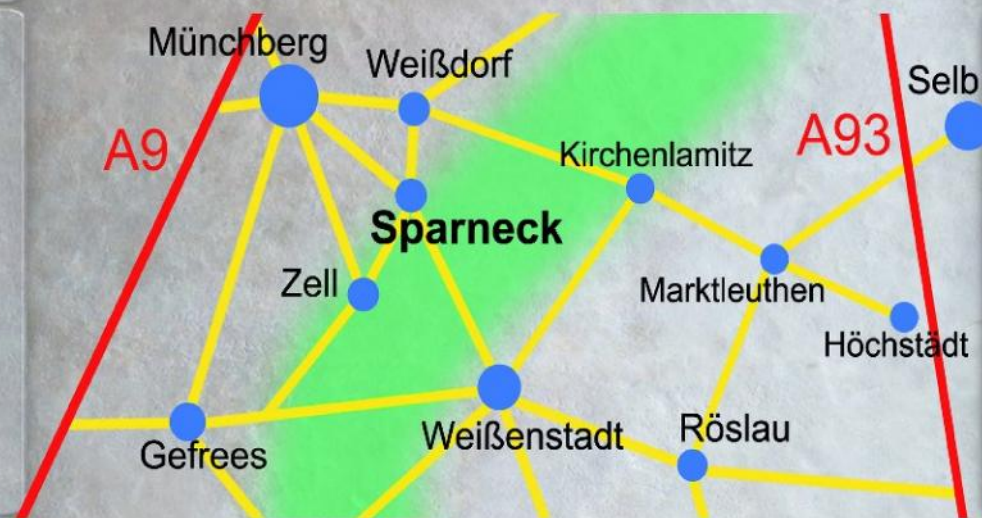 Münchberg
Weißdorf
Selb
A9
A93
Kirchenlamitz
Sparneck
Zell
Marktleuthen
Höchstädt
Weißenstadt
Röslau
Gefrees